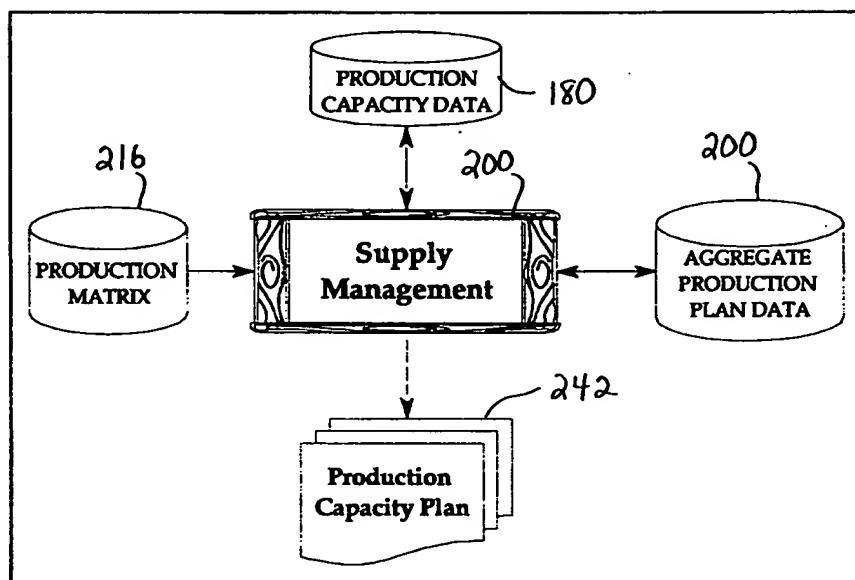 PRODUCTION
CAPACITY DATA
180
216
200
200
PRODUCTION
MATRIX
Supply
Management
AGGREGATE
PRODUCTION
PLAN DATA
242
Production
Capacity Plan